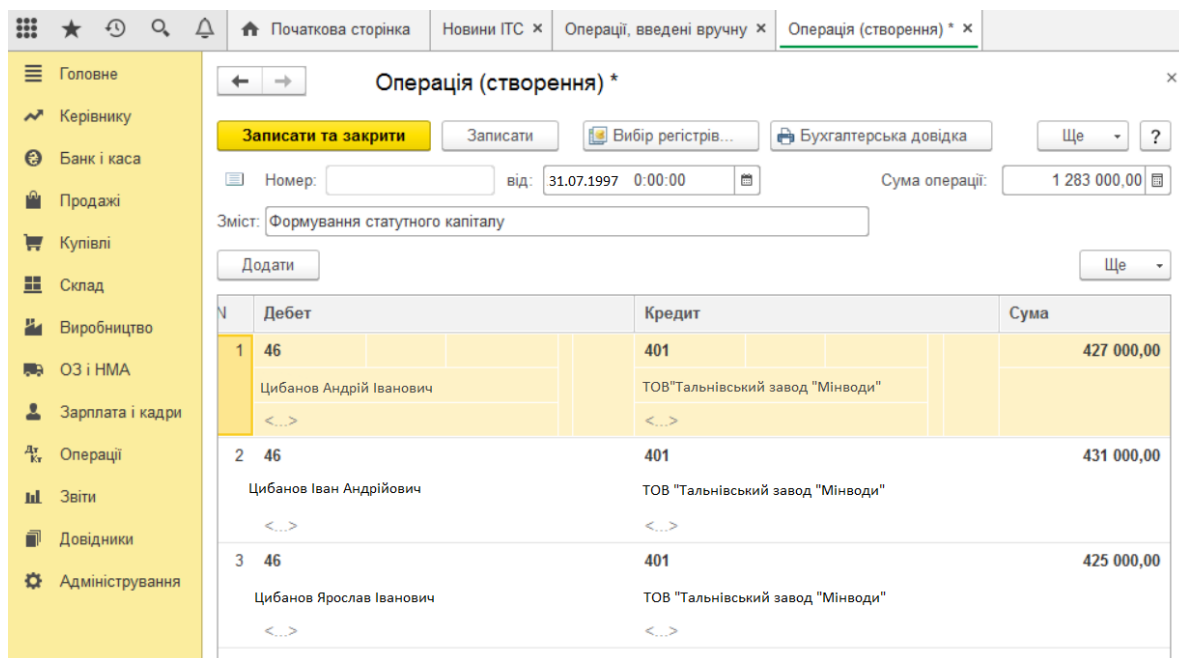 Початкова сторінка
Новини ІТС ×
Операції, введені вручну ×
Операція (створення) * ×
Головне
Керівнику
Банк і каса
Продажі
Купівлі
Склад
Виробництво
ОЗ і НМА
Зарплата і кадри
Операції
Звіти
Довідники
Адміністрування
Операція (створення) *
Записати та закрити
Записати
Вибір регістрів...
Бухгалтерська довідка
Ще
?
Номер:
від: 31.07.1997 0:00:00
Сума операції: 1 283 000,00
Зміст: Формування статутного капіталу
Додати
Ще
N Дебет Кредит Сума
1 46 401 427 000,00
Цибанов Андрій Іванович ТОВ"Тальнівський завод "Мінводи"
<...> <...>
2 46 401 431 000,00
Цибанов Іван Андрійович ТОВ "Тальнівський завод "Мінводи"
<...> <...>
3 46 401 425 000,00
Цибанов Ярослав Іванович ТОВ "Тальнівський завод "Мінводи"
<...> <...>